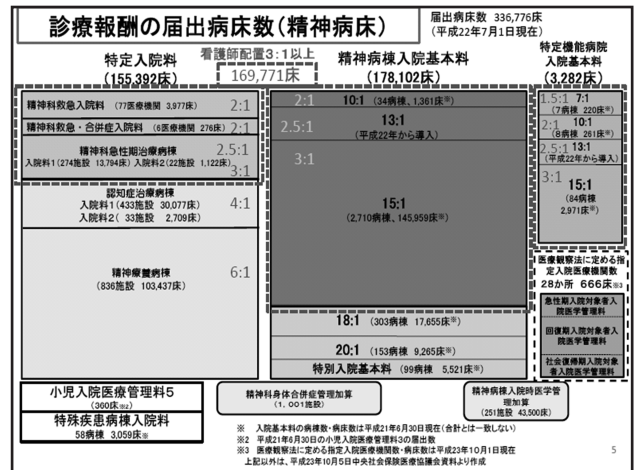 診療報酬の届出病床数(精神病床)
届出病床数 336,776床
(平成22年7月1日現在)
特定入院料
(155,392床)
看護師配置3:1以上
169,771床
精神病棟入院基本料
(178,102床)
特定機能病院
入院基本料
(3,282床)
精神科救急入院料 (77医療機関 3,977床) 2:1
精神科救急・合併症入院料 (6医療機関 276床) 2:1
精神科急性期治療病棟 2.5:1
入院料1(274施設 13,794床) 入院料2(22施設 1,122床)
3:1
認知症治療病棟
入院料1(433施設 30,077床) 4:1
入院料2( 33施設 2,709床)
精神療養病棟 6:1
(836施設 103,437床)
2:1 10:1 (34病棟、1,361床※)
2.5:1 13:1
(平成22年から導入)
3:1
15:1
(2,710病棟、145,959床※)
18:1 (303病棟 17,655床※)
20:1 (153病棟 9,265床※)
特別入院基本料 (99病棟 5,521床※)
1.5:1 7:1
(7病棟 220床※)
2:1 10:1
(8病棟 261床※)
2.5:1 13:1
(平成22年から導入)
3:1
15:1
(84病棟
2,971床※)
医療観察法に定める指
定入院医療機関数
28か所 666床※3
急性期入院対象者入
院医学管理料
回復期入院対象者入
院医学管理料
社会復帰期入院対象
者入院医学管理料
小児入院医療管理料5
(360床※2)
特殊疾患病棟入院料
58病棟 3,059床※
精神科身体合併症管理加算
(1,001施設)
精神病棟入院時医学管
理加算
(251施設 43,500床)
※ 入院基本料の病棟数・病床数は平成21年6月30日現在(合計とは一致しない)
※2 平成21年6月30日の小児入院医療管理料3の届出数
※3 医療観察法に定める指定入院医療機関数・病床数は平成23年10月1日現在
上記以外は、平成23年10月5日中央社会保険医療協議会資料より作成
5